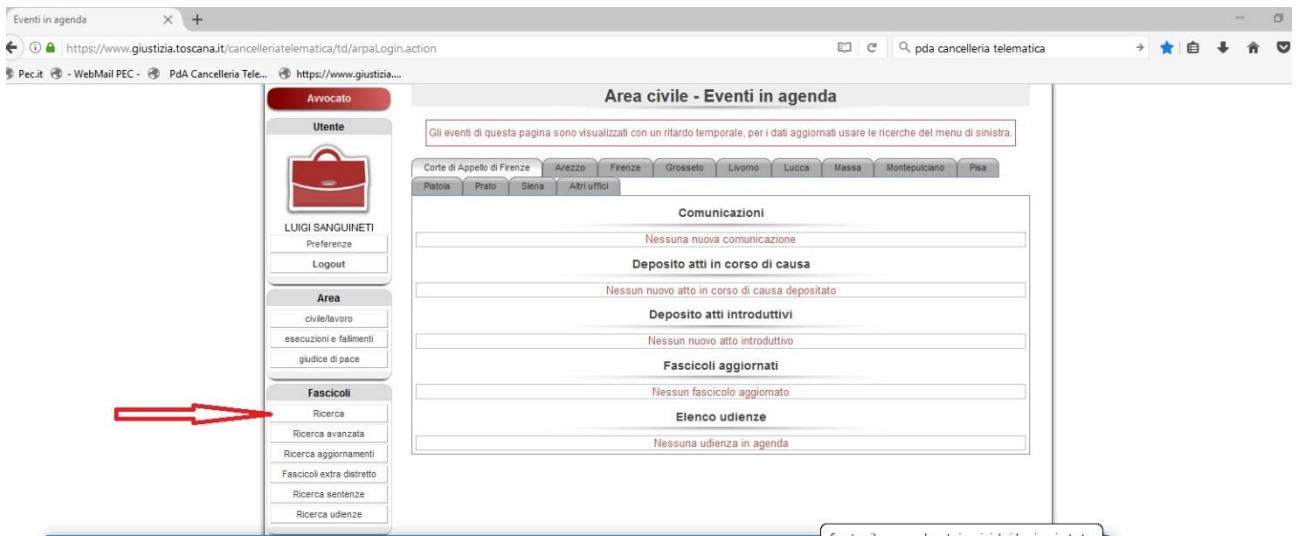 Eventi in agenda
https://www.giustizia.toscana.it/cancelleriatelematica/td/arpaLogin.action
pda cancelleria telematica
Pec.it - WebMail PEC - PdA Cancelleria Tele... https://www.giustizia....
Avvocato
Utente
LUIGI SANGUINETI
Preferenze
Logout
Area
civile/lavoro
esecuzioni e fallimenti
giudice di pace
Fascicoli
Ricerca
Ricerca avanzata
Ricerca aggiornamenti
Fascicoli extra distretto
Ricerca sentenze
Ricerca udienze
Area civile - Eventi in agenda
Gli eventi di questa pagina sono visualizzati con un ritardo temporale, per i dati aggiornati usare le ricerche del menu di sinistra.
Corte di Appello di Firenze Arezzo Firenze Grosseto Livorno Lucca Massa Montepulciano Pisa
Pistoia Prato Siena Altri uffici
Comunicazioni
Nessuna nuova comunicazione
Deposito atti in corso di causa
Nessun nuovo atto in corso di causa depositato
Deposito atti introduttivi
Nessun nuovo atto introduttivo
Fascicoli aggiornati
Nessun fascicolo aggiornato
Elenco udienze
Nessuna udienza in agenda